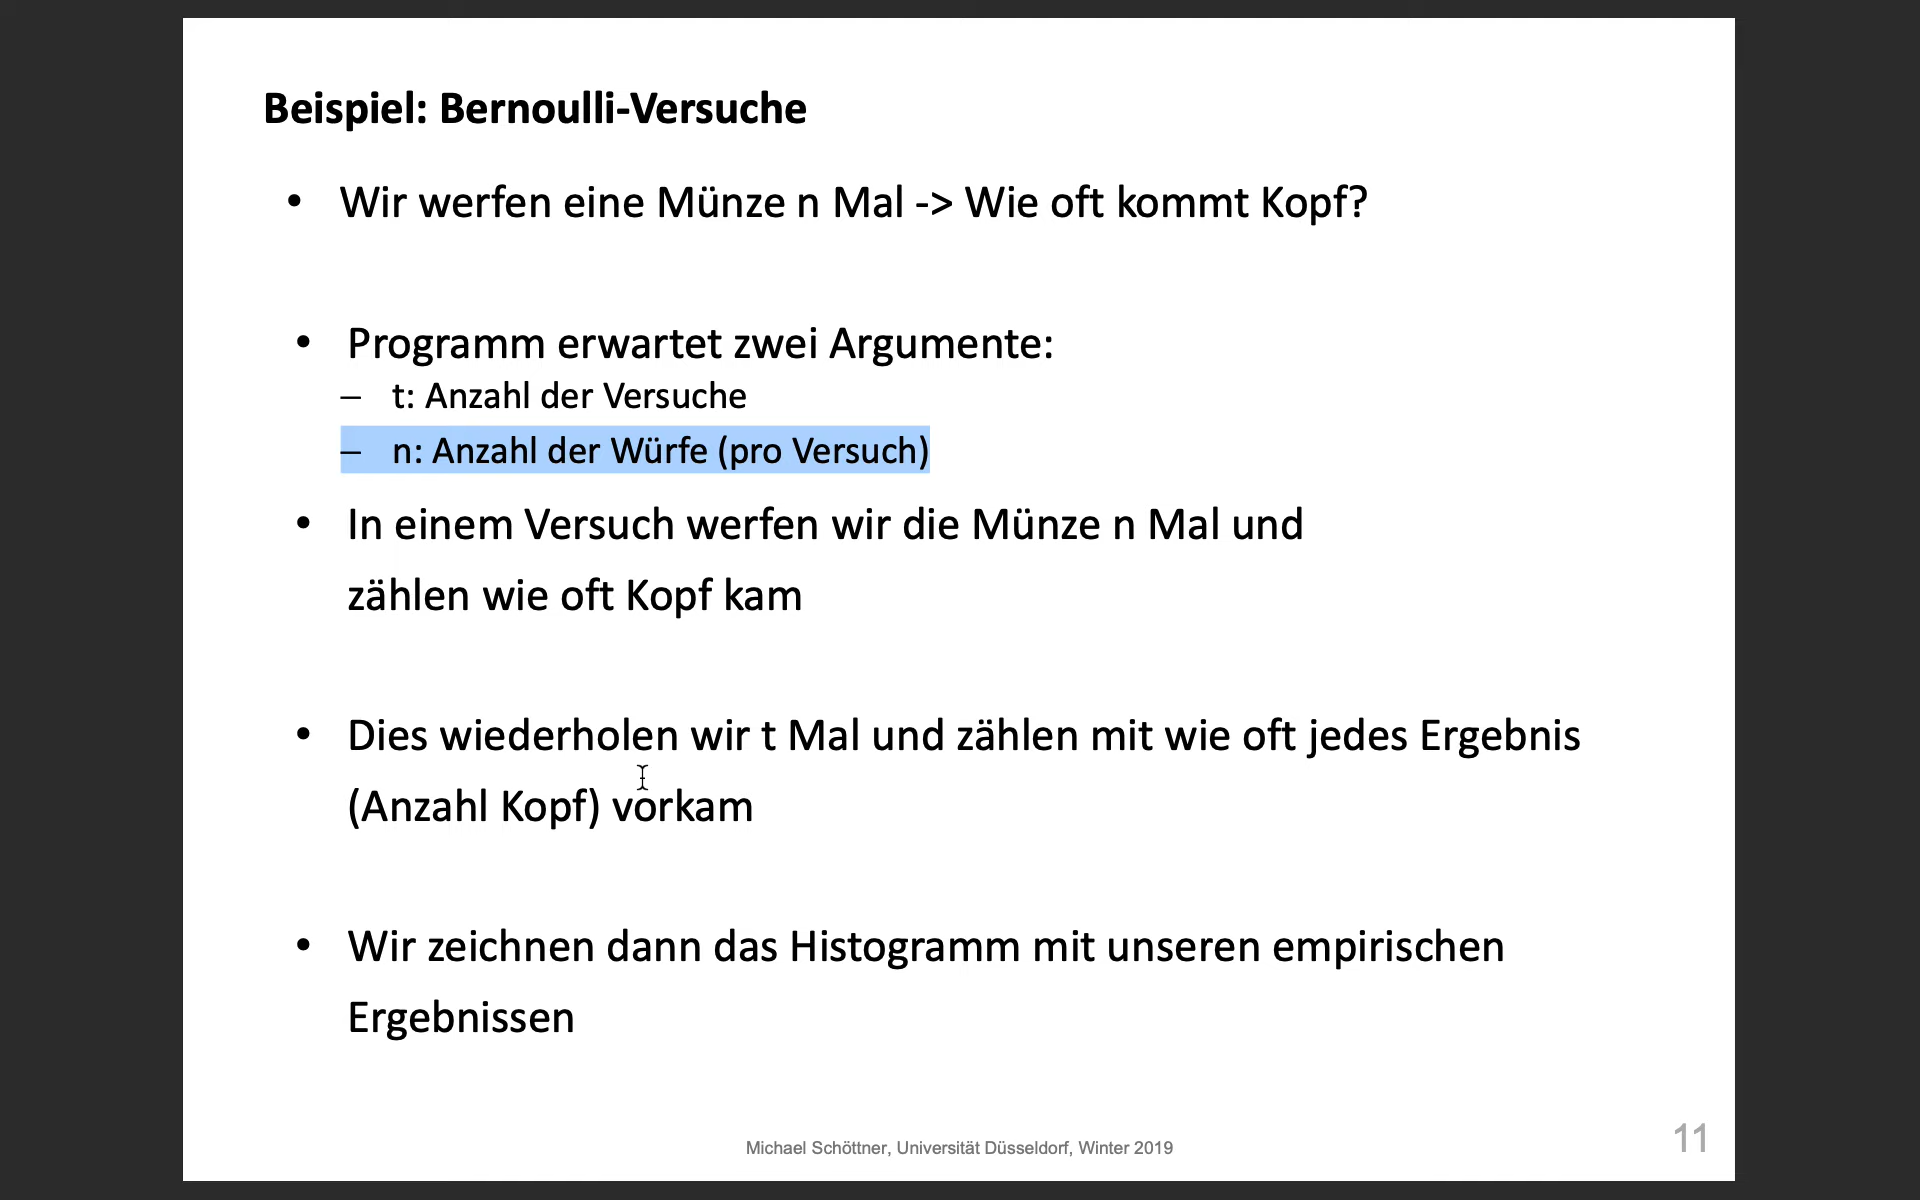 Beispiel: Bernoulli-Versuche
• Wir werfen eine Münze n Mal -> Wie oft kommt Kopf?
• Programm erwartet zwei Argumente:
– t: Anzahl der Versuche
– n: Anzahl der Würfe (pro Versuch)
• In einem Versuch werfen wir die Münze n Mal und
zählen wie oft Kopf kam
• Dies wiederholen wir t Mal und zählen mit wie oft jedes Ergebnis
(Anzahl Kopf) vorkam
• Wir zeichnen dann das Histogramm mit unseren empirischen
Ergebnissen
Michael Schöttner, Universität Düsseldorf, Winter 2019
11